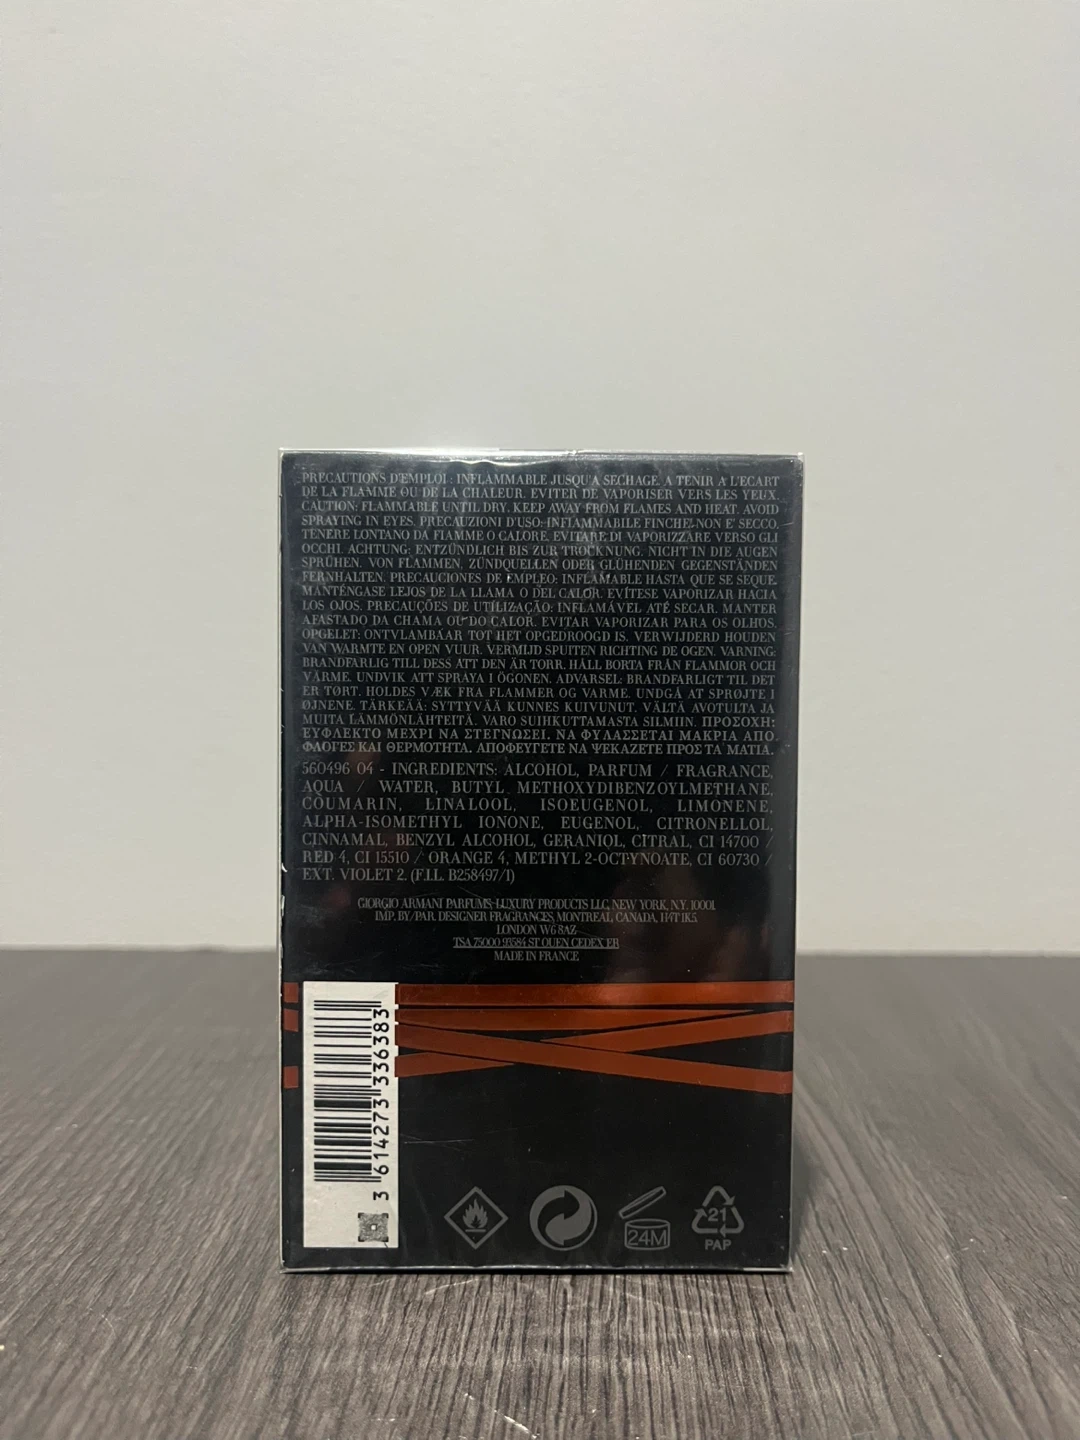 PRECAUTIONS D'EMPLOI : INFLAMMABLE JUSQU'A SECHAGE. A TENIR A L'ECART
DE LA FLAMME OU DE LA CHALEUR. EVITER DE VAPORISER VERS LES YEUX.
CAUTION: FLAMMABLE UNTIL DRY. KEEP AWAY FROM FLAMES AND HEAT. AVOID
SPRAYING IN EYES. PRECAUZIONI D'USO: INFIAMMABILE FINCHE' NON E' SECCO.
TENERE LONTANO DA FIAMME O CALORE. EVITARE DI VAPORIZZARE VERSO GLI
OCCHI. ACHTUNG: ENTZÜNDLICH BIS ZUR TROCKNUNG. NICHT IN DIE AUGEN
SPRÜHEN. VON FLAMMEN, ZÜNDQUELLEN ODER GLÜHENDEN GEGENSTÄNDEN
FERNHALTEN. PRECAUCIONES DE EMPLEO: INFLAMABLE HASTA QUE SE SEQUE.
MANTÉNGASE LEJOS DE LA LLAMA O DEL CALOR. EVÍTESE VAPORIZAR HACIA
LOS OJOS. PRECAUÇÕES DE UTILIZAÇÃO: INFLAMÁVEL ATÉ SECAR. MANTER
AFASTADO DA CHAMA OU DO CALOR. EVITAR VAPORIZAR PARA OS OLHOS.
OPGELET: ONTVLAMBAAR TOT HET OPGEDROOGD IS. VERWIJDERD HOUDEN
VAN WARMTE EN OPEN VUUR. VERMIJD SPUITEN RICHTING DE OGEN. VARNING:
BRANDFARLIG TILL DESS ATT DEN ÄR TORR. HÅLL BORTA FRÅN FLAMMOR OCH
VÄRME. UNDVIK ATT SPRAYA I ÖGONEN. ADVARSEL: BRANDFARLIGT TIL DET
ER TØRT. HOLDES VÆK FRA FLAMMER OG VARME. UNDGÅ AT SPRØJTE I
ØJNENE. TÄRKEÄÄ: SYTTYVÄÄ KUNNES KUIVUNUT. VÄLTÄ AVOTULTA JA
MUITA LÄMMÖNLÄHTEITÄ. VARO SUIHKUTTAMASTA SILMIIN. ΠΡΟΣΟΧΗ:
ΕΥΦΛΕΚΤΟ ΜΕΧΡΙ ΝΑ ΣΤΕΓΝΩΣΕΙ. ΝΑ ΦΥΛΑΣΣΕΤΑΙ ΜΑΚΡΙΑ ΑΠΟ
ΦΛΟΓΕΣ ΚΑΙ ΘΕΡΜΟΤΗΤΑ. ΑΠΟΦΕΥΓΕΤΕ ΝΑ ΨΕΚΑΖΕΤΕ ΠΡΟΣ ΤΑ ΜΑΤΙΑ.
560496 04 - INGREDIENTS: ALCOHOL, PARFUM / FRAGRANCE,
AQUA / WATER, BUTYL METHOXYDIBENZOYLMETHANE,
COUMARIN, LINALOOL, ISOEUGENOL, LIMONENE,
ALPHA-ISOMETHYL IONONE, EUGENOL, CITRONELLOL,
CINNAMAL, BENZYL ALCOHOL, GERANIOL, CITRAL, CI 14700 /
RED 4, CI 15510 / ORANGE 4, METHYL 2-OCTYNOATE, CI 60730 /
EXT. VIOLET 2. (F.I.L. B258497/1)
GIORGIO ARMANI PARFUMS-LUXURY PRODUCTS LLC, NEW YORK, N.Y. 10001.
IMP. BY/PAR. DESIGNER FRAGRANCES, MONTREAL, CANADA, H4T 1K5.
LONDON W6 8AZ
TSA 75000 93584 ST OUEN CEDEX FR
MADE IN FRANCE
3 614273 336383
24M
21
PAP